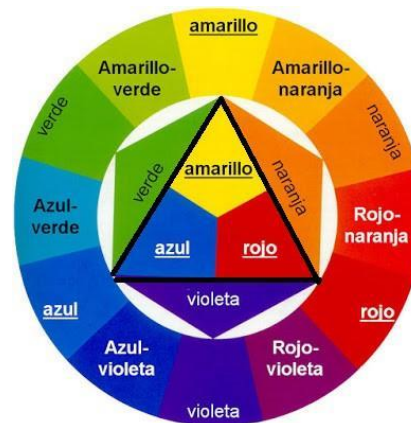 amarillo
Amarillo-
verde
Amarillo-
naranja
verde
naranja
amarillo
verde
naranja
Azul-
verde
Rojo-
naranja
azul
rojo
azul
rojo
violeta
Azul-
violeta
Rojo-
violeta
violeta